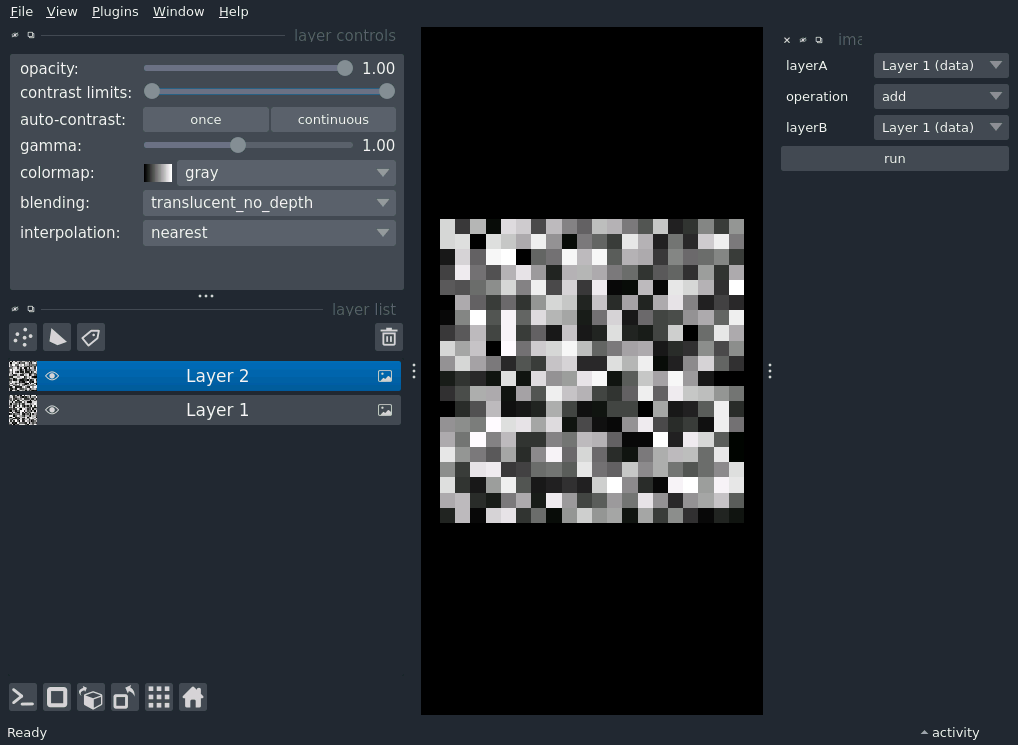 File View Plugins Window Help
layer controls
opacity: 1.00
contrast limits:
auto-contrast: once continuous
gamma: 1.00
colormap: gray
blending: translucent_no_depth
interpolation: nearest
layer list
Layer 2
Layer 1
ima
layerA Layer 1 (data)
operation add
layerB Layer 1 (data)
run
Ready
activity